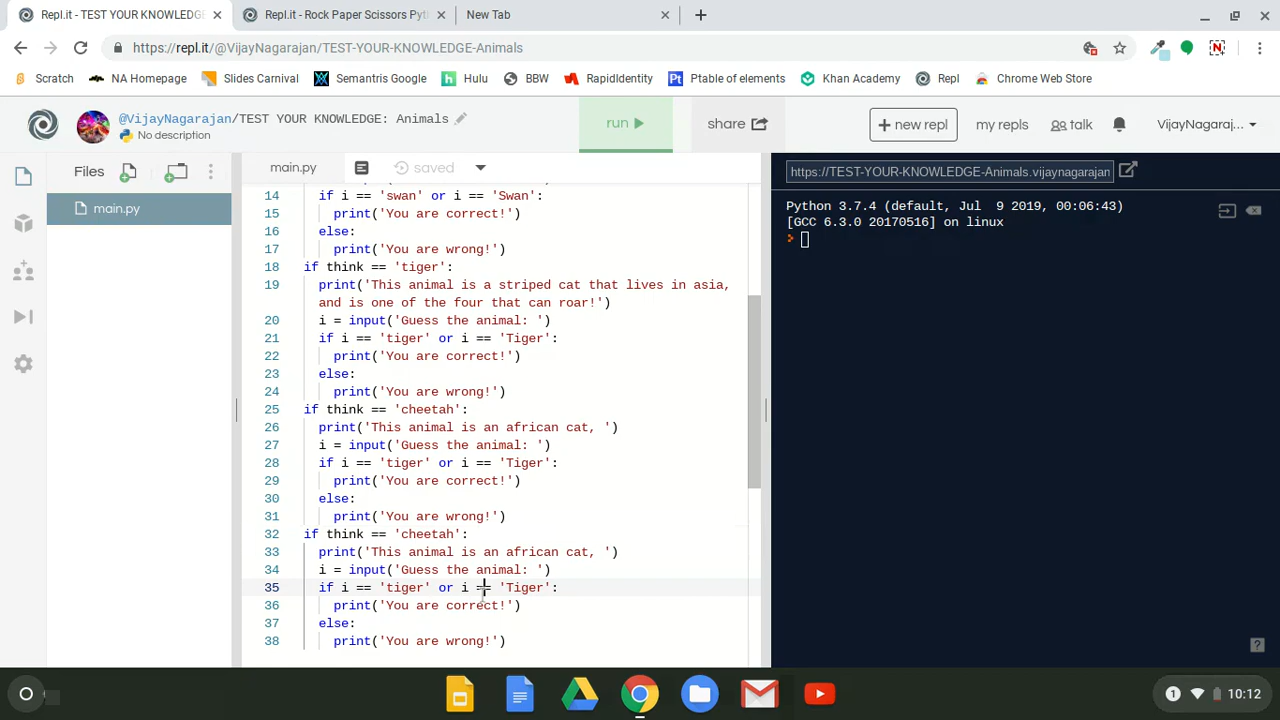 Repl.it - TEST YOUR KNOWLEDGE
Repl.it - Rock Paper Scissors Pyt
New Tab
https://repl.it/@VijayNagarajan/TEST-YOUR-KNOWLEDGE-Animals
Scratch
NA Homepage
Slides Carnival
Semantris Google
Hulu
BBW
RapidIdentity
Ptable of elements
Khan Academy
Repl
Chrome Web Store
@VijayNagarajan/TEST YOUR KNOWLEDGE: Animals
No description
run
share
+ new repl
my repls
talk
VijayNagaraj...
Files
main.py
main.py
saved
https://TEST-YOUR-KNOWLEDGE-Animals.vijaynagarajan
14 if i == 'swan' or i == 'Swan':
15 print('You are correct!')
16 else:
17 print('You are wrong!')
18 if think == 'tiger':
19 print('This animal is a striped cat that lives in asia,
and is one of the four that can roar!')
20 i = input('Guess the animal: ')
21 if i == 'tiger' or i == 'Tiger':
22 print('You are correct!')
23 else:
24 print('You are wrong!')
25 if think == 'cheetah':
26 print('This animal is an african cat, ')
27 i = input('Guess the animal: ')
28 if i == 'tiger' or i == 'Tiger':
29 print('You are correct!')
30 else:
31 print('You are wrong!')
32 if think == 'cheetah':
33 print('This animal is an african cat, ')
34 i = input('Guess the animal: ')
35 if i == 'tiger' or i == 'Tiger':
36 print('You are correct!')
37 else:
38 print('You are wrong!')
Python 3.7.4 (default, Jul 9 2019, 00:06:43)
[GCC 6.3.0 20170516] on linux
>
?
1
10:12